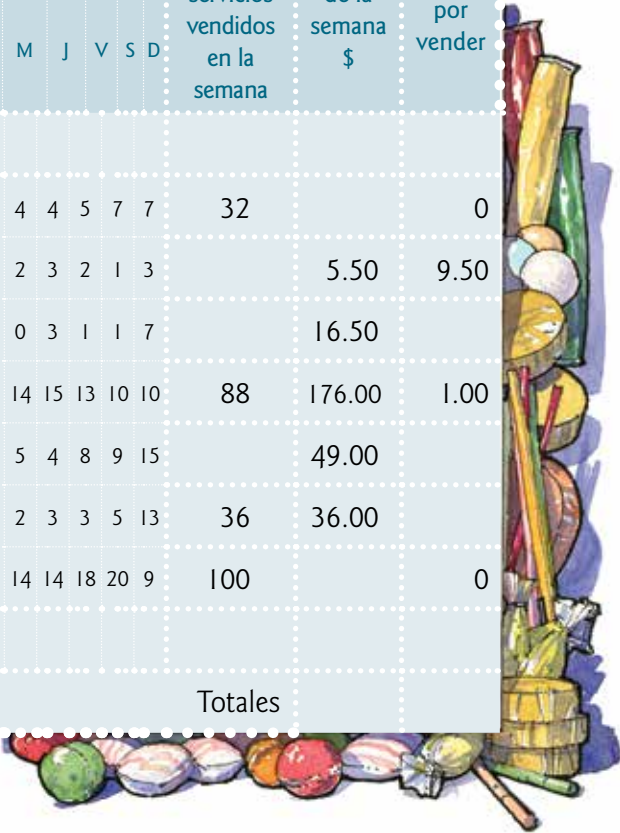 servicios
vendidos
en la
semana
de la
semana
$
por
vender
M J V S D
4 4 5 7 7 32 0
2 3 2 1 3 5.50 9.50
0 3 1 1 7 16.50
14 15 13 10 10 88 176.00 1.00
5 4 8 9 15 49.00
2 3 3 5 13 36 36.00
14 14 18 20 9 100 0
Totales